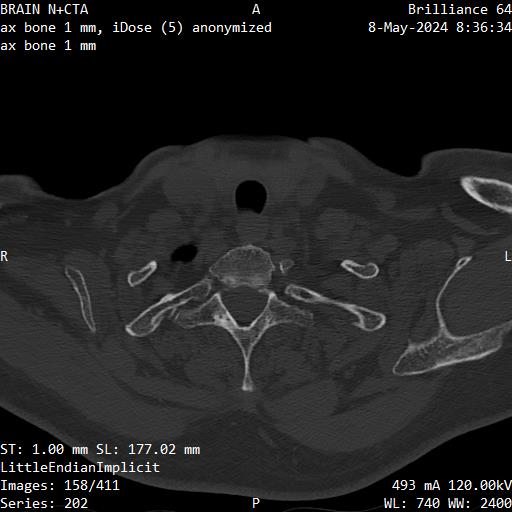 BRAIN N+CTA
ax bone 1 mm, iDose (5) anonymized
ax bone 1 mm
A
Brilliance 64
8-May-2024 8:36:34
R
L
ST: 1.00 mm SL: 177.02 mm
LittleEndianImplicit
Images: 158/411
Series: 202
P
493 mA 120.00kV
WL: 740 WW: 2400